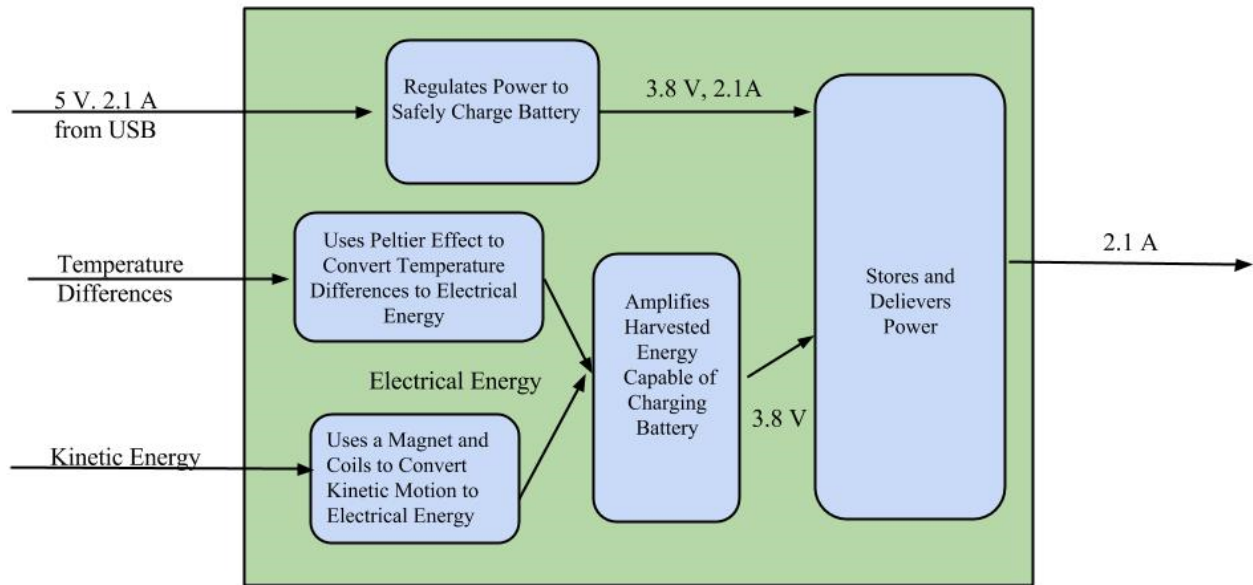 5 V. 2.1 A
from USB
Regulates Power to
Safely Charge Battery
3.8 V, 2.1A
Temperature
Differences
Uses Peltier Effect to
Convert Temperature
Differences to Electrical
Energy
Electrical Energy
Kinetic Energy
Uses a Magnet and
Coils to Convert
Kinetic Motion to
Electrical Energy
Amplifies
Harvested
Energy
Capable of
Charging
Battery
3.8 V
Stores and
Delievers
Power
2.1 A